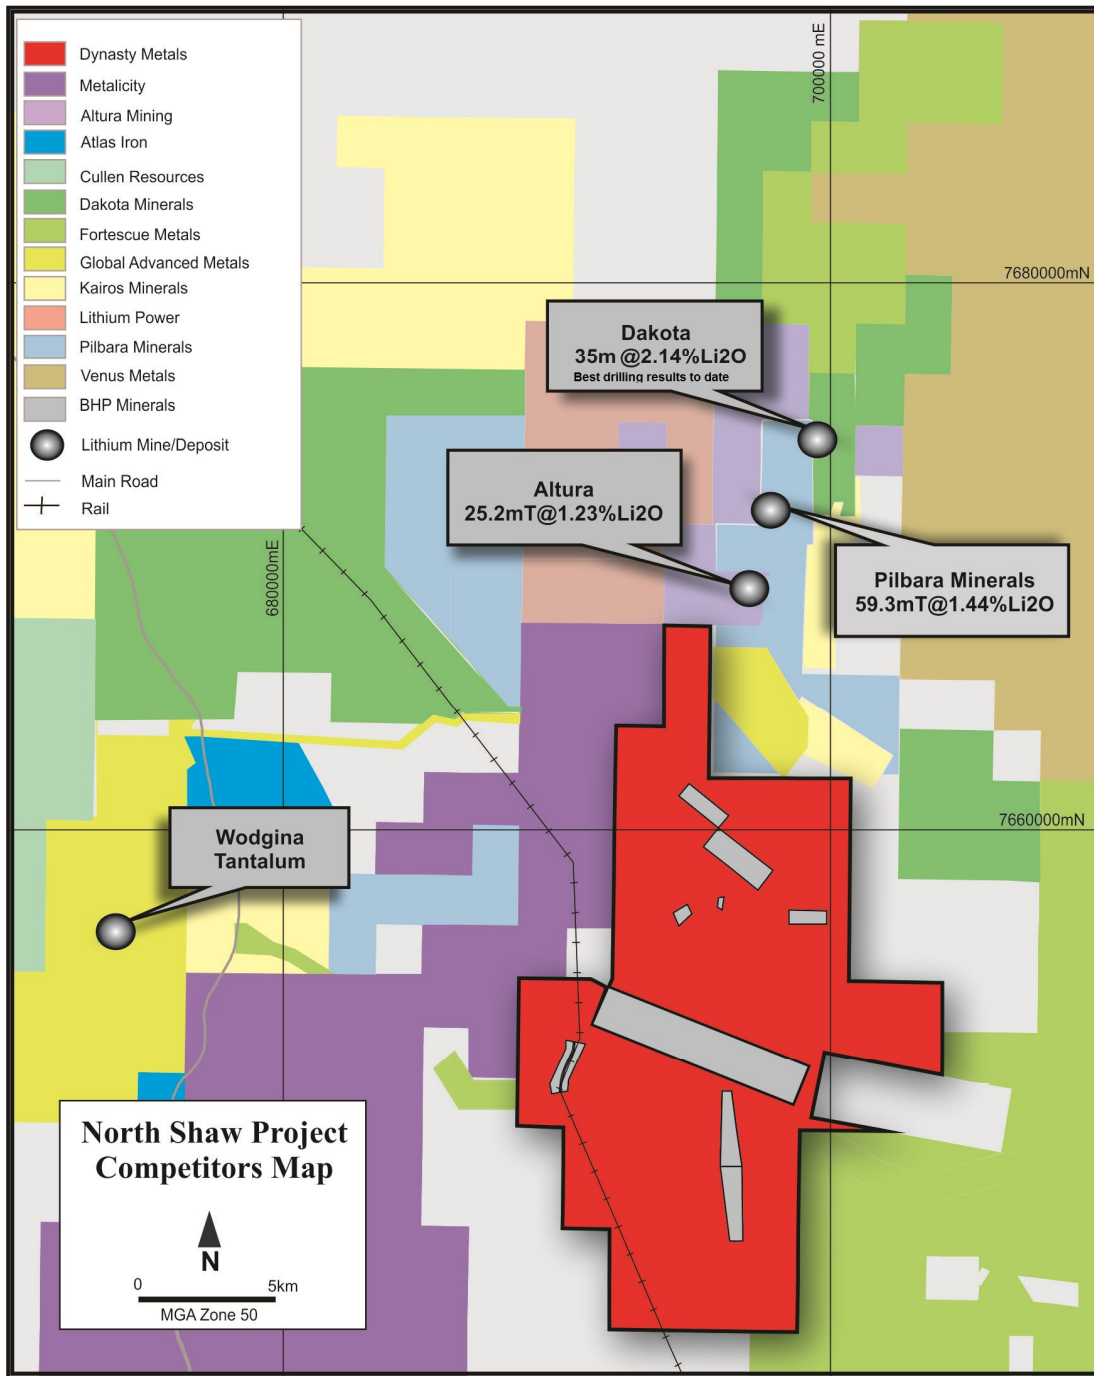 Dynasty Metals
Metalicity
Altura Mining
Atlas Iron
Cullen Resources
Dakota Minerals
Fortescue Metals
Global Advanced Metals
Kairos Minerals
Lithium Power
Pilbara Minerals
Venus Metals
BHP Minerals
Lithium Mine/Deposit
Main Road
Rail
700000 mE
7680000mN
Dakota
35m @2.14%Li2O
Best drilling results to date
Altura
25.2mT@1.23%Li2O
680000mE
Pilbara Minerals
59.3mT@1.44%Li2O
7660000mN
Wodgina
Tantalum
North Shaw Project
Competitors Map
N
0 5km
MGA Zone 50